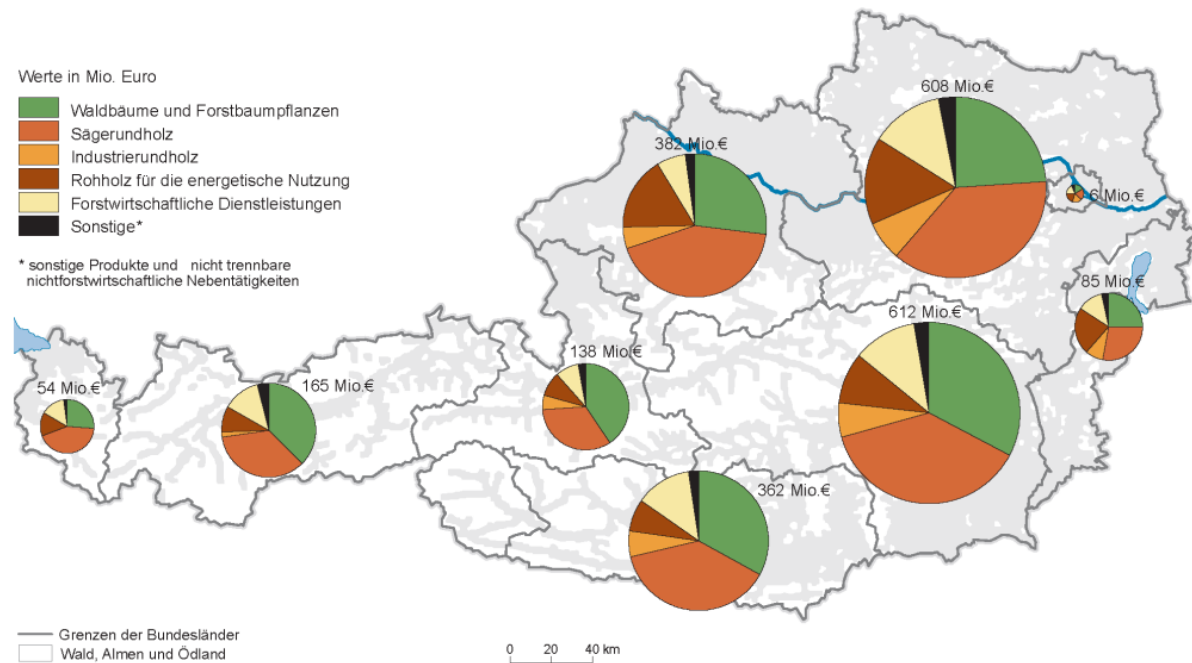 Werte in Mio. Euro
Waldbäume und Forstbaumpflanzen
Sägerundholz
Industrierundholz
Rohholz für die energetische Nutzung
Forstwirtschaftliche Dienstleistungen
Sonstige*
* sonstige Produkte und nicht trennbare
nichtforstwirtschaftliche Nebentätigkeiten
608 Mio.€
382 Mio.€
6 Mio.€
85 Mio.€
612 Mio.€
138 Mio.€
54 Mio.€
165 Mio.€
362 Mio.€
Grenzen der Bundesländer
Wald, Almen und Ödland
0 20 40 km